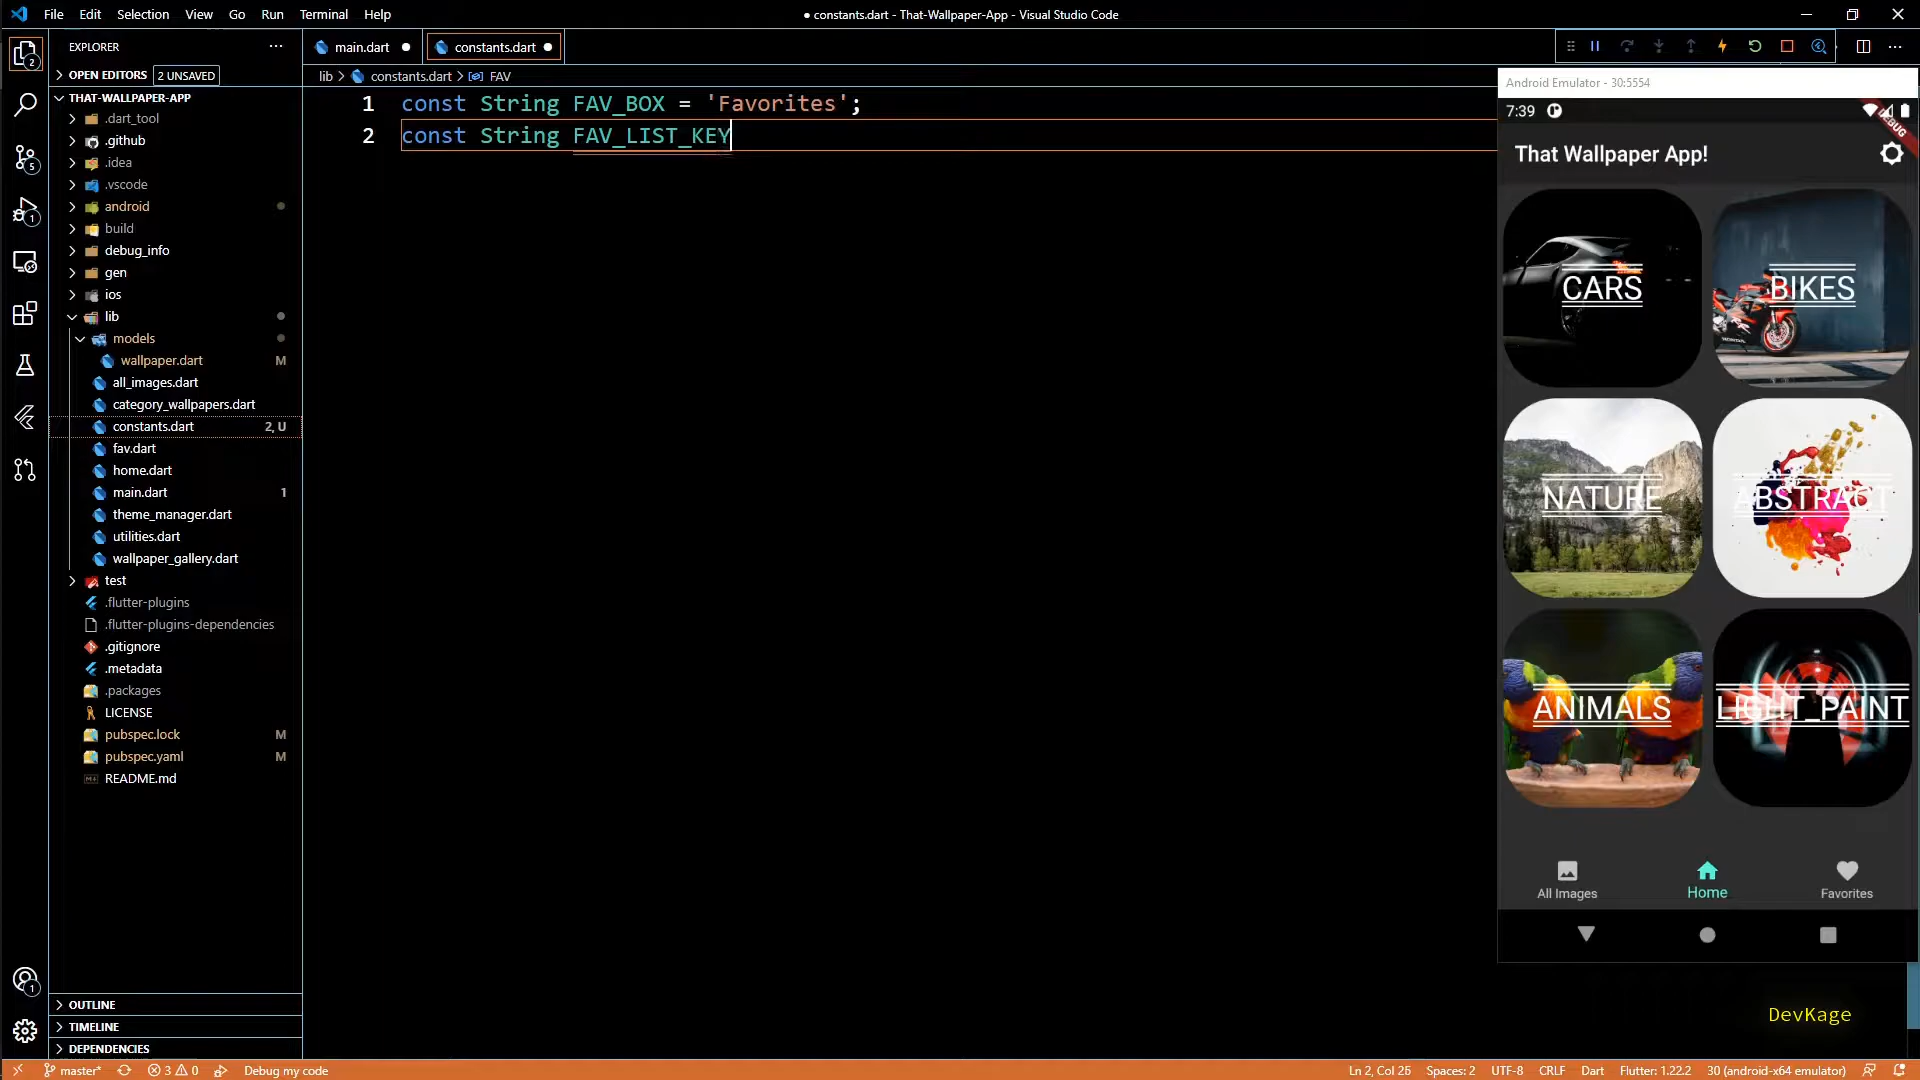 File Edit Selection View Go Run Terminal Help
● constants.dart - That-Wallpaper-App - Visual Studio Code
EXPLORER
OPEN EDITORS 2 UNSAVED
THAT-WALLPAPER-APP
.dart_tool
.github
.idea
.vscode
android
build
debug_info
gen
ios
lib
models
wallpaper.dart M
all_images.dart
category_wallpapers.dart
constants.dart 2, U
fav.dart
home.dart
main.dart 1
theme_manager.dart
utilities.dart
wallpaper_gallery.dart
test
.flutter-plugins
.flutter-plugins-dependencies
.gitignore
.metadata
.packages
LICENSE
pubspec.lock M
pubspec.yaml M
README.md
OUTLINE
TIMELINE
DEPENDENCIES
2
5
1
1
main.dart
constants.dart
lib > constants.dart > FAV
1 const String FAV_BOX = 'Favorites';
2 const String FAV_LIST_KEY
Android Emulator - 30:5554
7:39
DEBUG
That Wallpaper App!
CARS
BIKES
NATURE
ABSTRACT
ANIMALS
LIGHT_PAINT
All Images
Home
Favorites
DevKage
master* 3 0 Debug my code
Ln 2, Col 25 Spaces: 2 UTF-8 CRLF Dart Flutter: 1.22.2 30 (android-x64 emulator)